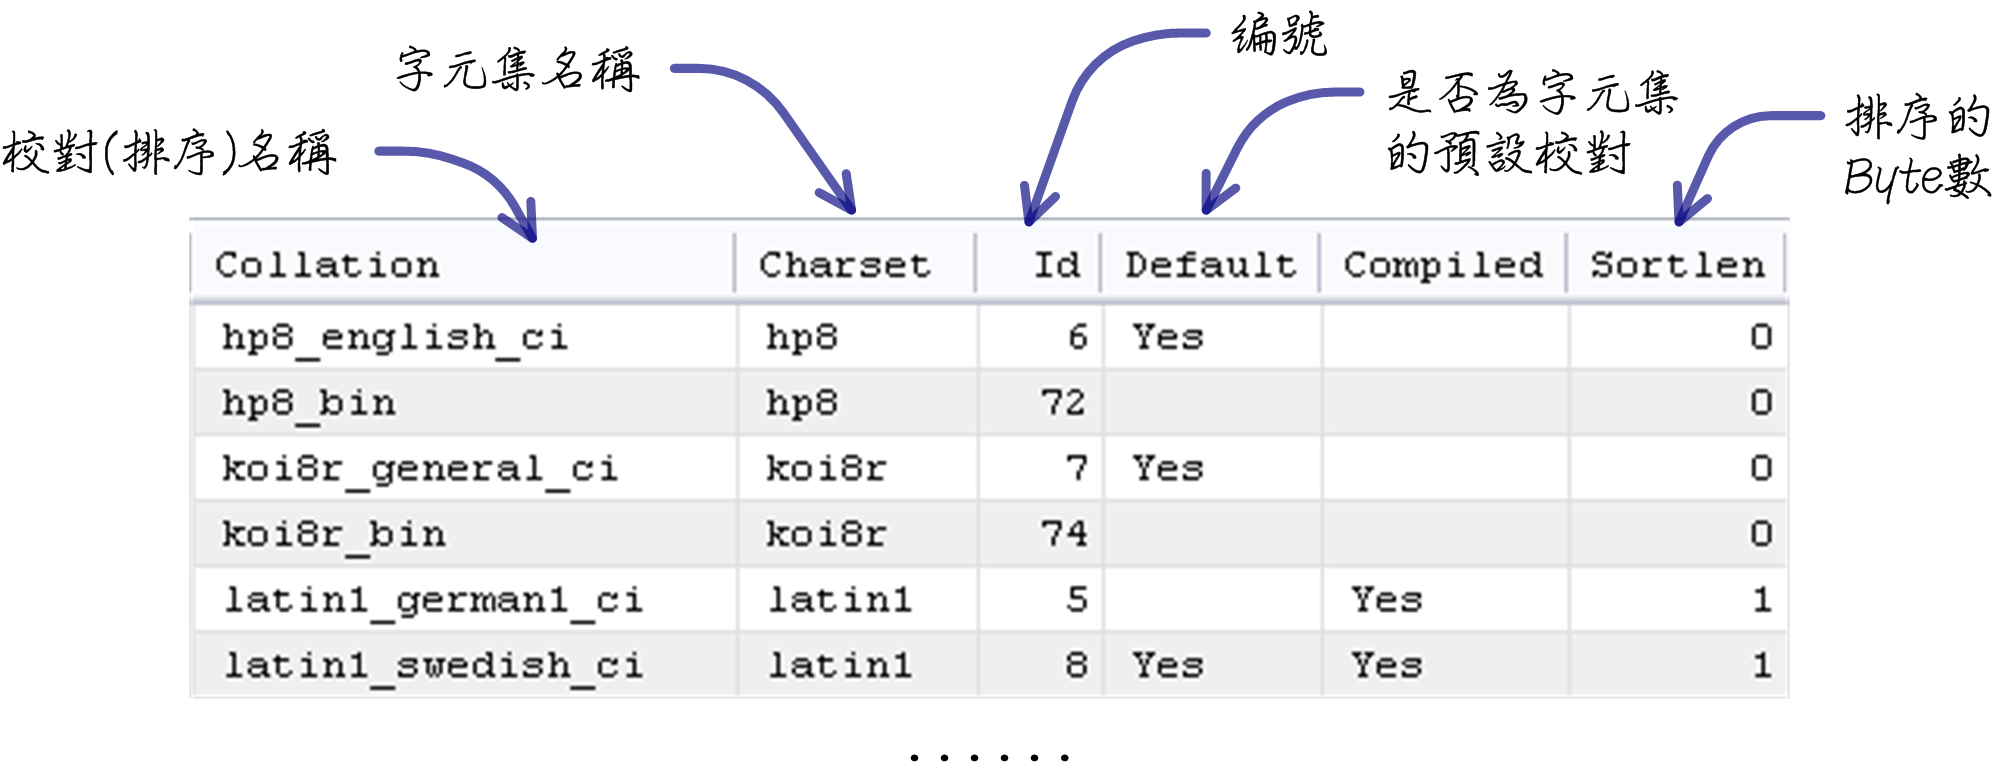 編號
字元集名稱
是否為字元集
的預設校對
排序的
Byte數
校對(排序)名稱
Collation Charset Id Default Compiled Sortlen
hp8_english_ci hp8 6 Yes 0
hp8_bin hp8 72 0
koi8r_general_ci koi8r 7 Yes 0
koi8r_bin koi8r 74 0
latin1_german1_ci latin1 5 Yes 1
latin1_swedish_ci latin1 8 Yes Yes 1
......